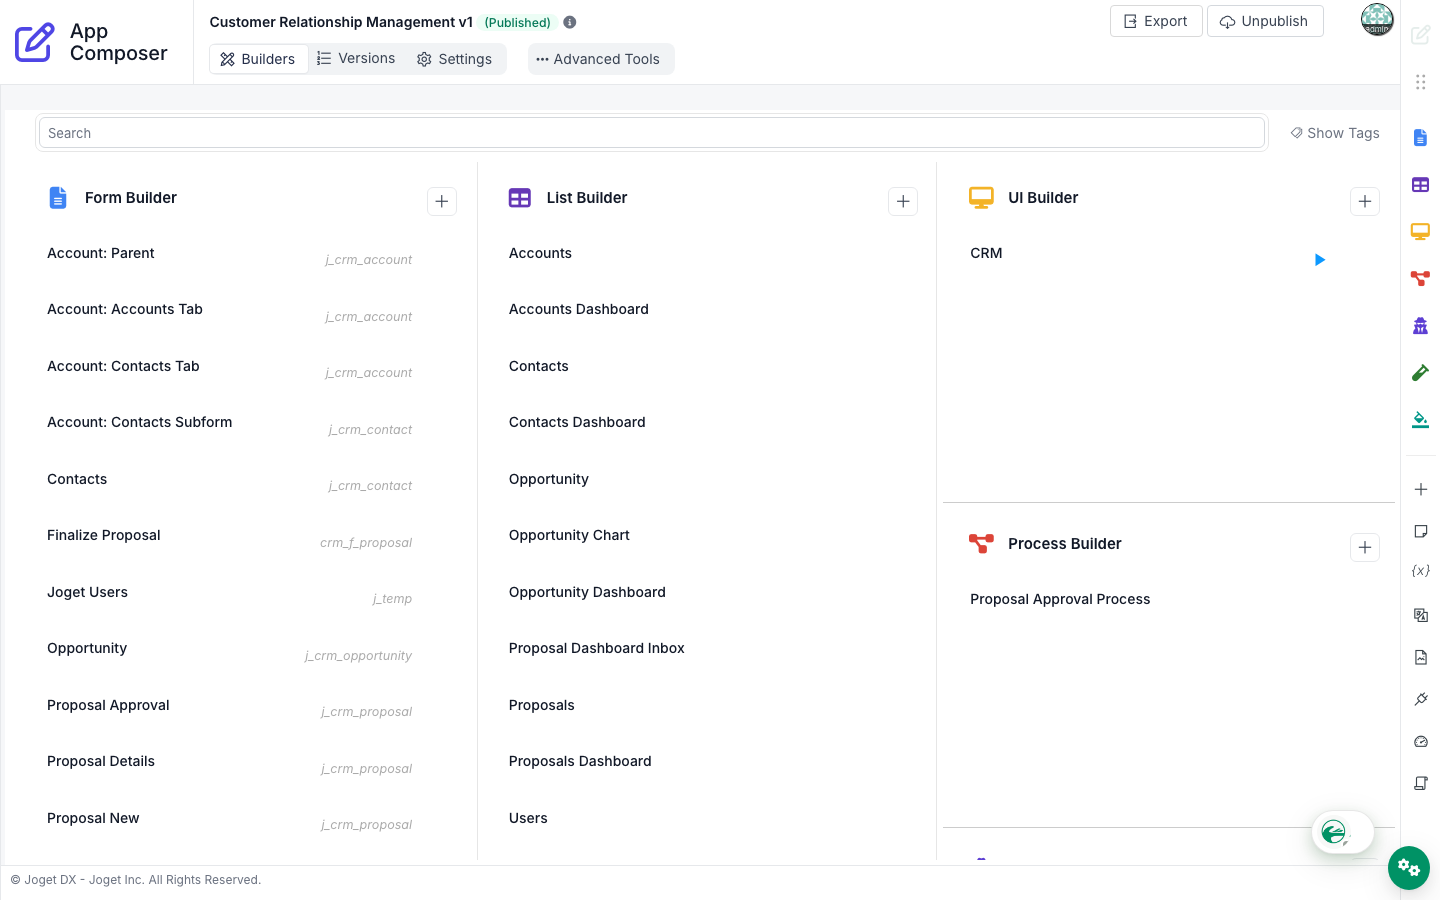 App
Composer
Customer Relationship Management v1 (Published)
Builders
Versions
Settings
Advanced Tools
Export
Unpublish
admin
Search
Show Tags
Form Builder
Account: Parent
j_crm_account
Account: Accounts Tab
j_crm_account
Account: Contacts Tab
j_crm_account
Account: Contacts Subform
j_crm_contact
Contacts
j_crm_contact
Finalize Proposal
crm_f_proposal
Joget Users
j_temp
Opportunity
j_crm_opportunity
Proposal Approval
j_crm_proposal
Proposal Details
j_crm_proposal
Proposal New
j_crm_proposal
List Builder
Accounts
Accounts Dashboard
Contacts
Contacts Dashboard
Opportunity
Opportunity Chart
Opportunity Dashboard
Proposal Dashboard Inbox
Proposals
Proposals Dashboard
Users
UI Builder
CRM
Process Builder
Proposal Approval Process
{x}
© Joget DX - Joget Inc. All Rights Reserved.